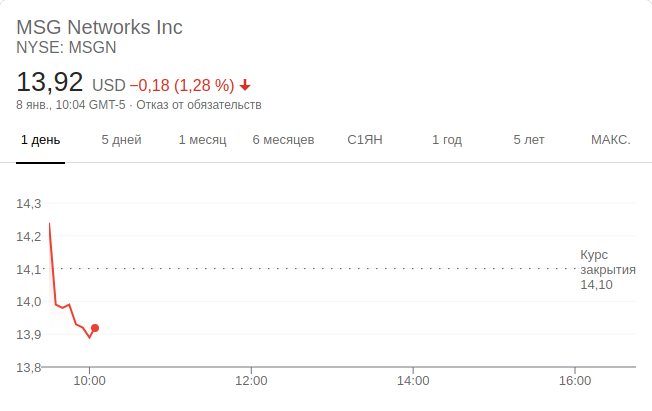 MSG Networks Inc
NYSE: MSGN
13,92 USD −0,18 (1,28 %)
8 янв., 10:04 GMT-5 · Отказ от обязательств
1 день 5 дней 1 месяц 6 месяцев С1ЯН 1 год 5 лет МАКС.
14,3
14,2
14,1
14,0
13,9
13,8
Курс
закрытия
14,10
10:00 12:00 14:00 16:00